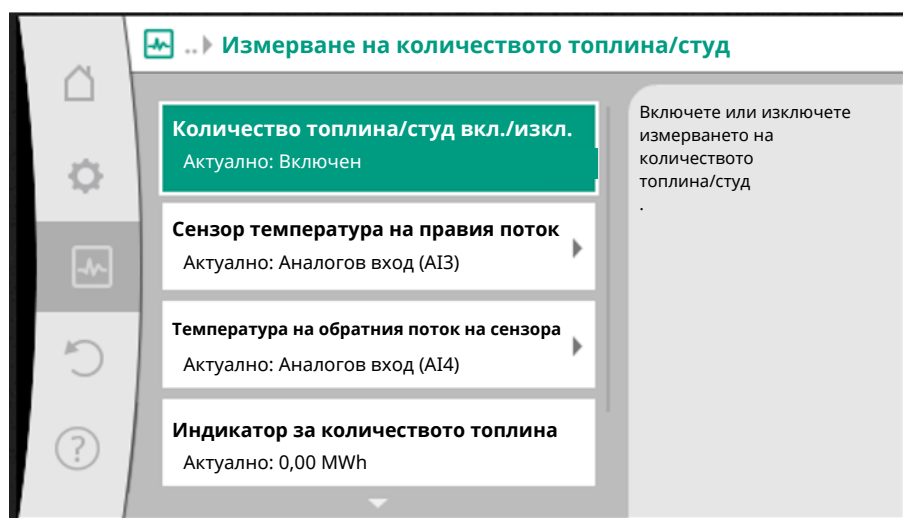 .. Измерване на количеството топлина/студ
Количество топлина/студ вкл./изкл.
Актуално: Включен
Сензор температура на правия поток
Актуално: Аналогов вход (AI3)
Температура на обратния поток на сензора
Актуално: Аналогов вход (AI4)
Индикатор за количеството топлина
Актуално: 0,00 MWh
Включете или изключете
измерването на
количеството
топлина/студ
.
?